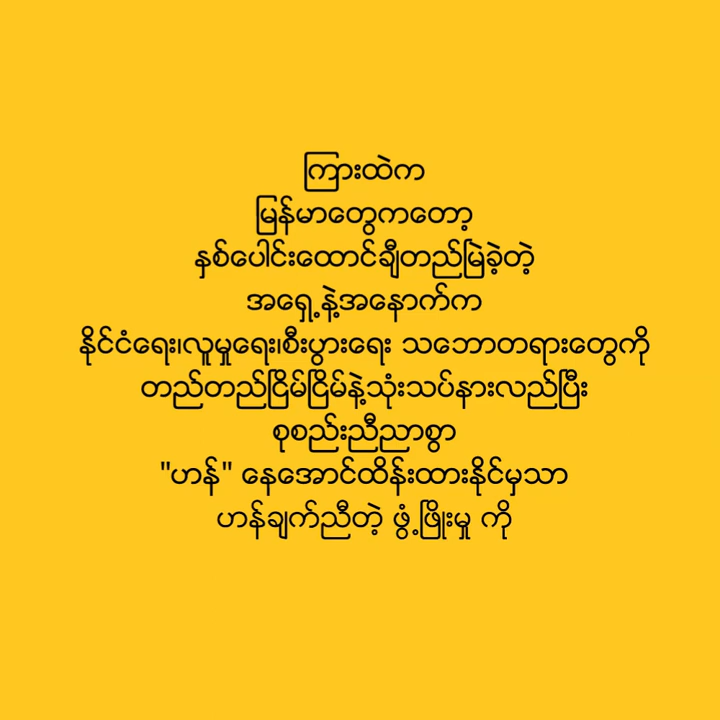 ကြားထဲက
မြန်မာတွေကတော့
နှစ်ပေါင်းထောင်ချီတည်မြဲခဲ့တဲ့
အရှေ့နဲ့အနောက်က
နိုင်ငံရေး၊လူမှုရေး၊စီးပွားရေး သဘောတရားတွေကို
တည်တည်ငြိမ်ငြိမ်နဲ့သုံးသပ်နားလည်ပြီး
စုစည်းညီညာစွာ
"ဟန်" နေအောင်ထိန်းထားနိုင်မှသာ
ဟန်ချက်ညီတဲ့ ဖွံ့ဖြိုးမှု ကို